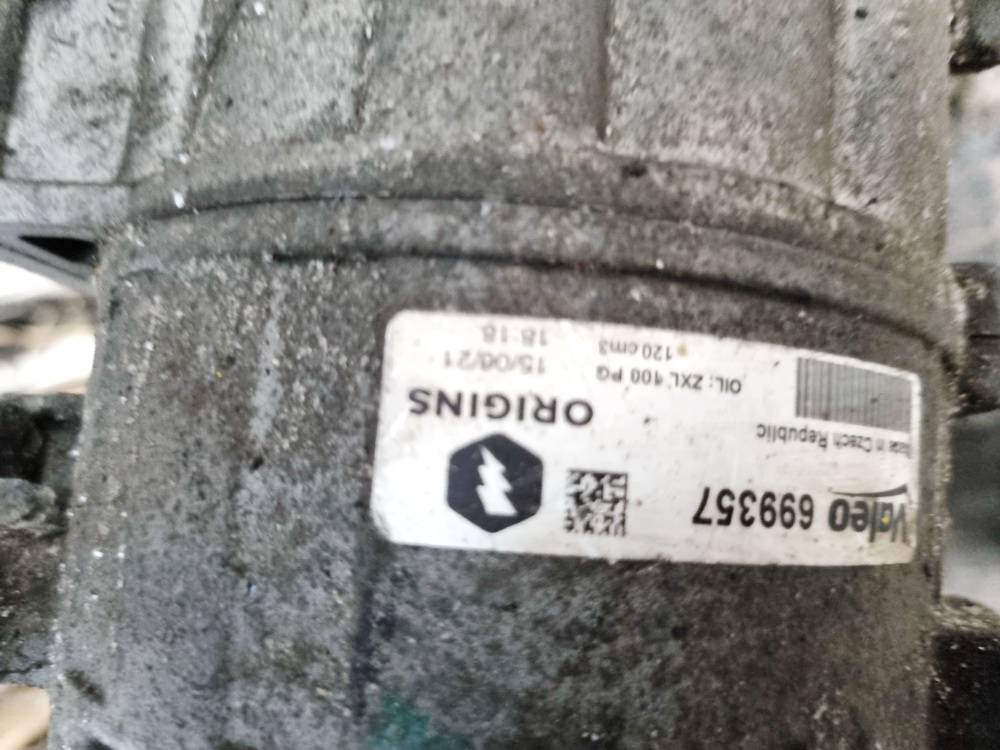 Valeo 699357
Made in Czech Republic
OIL: ZXL 100 PG
120 cm3
ORIGINS
15/06/21
18:18